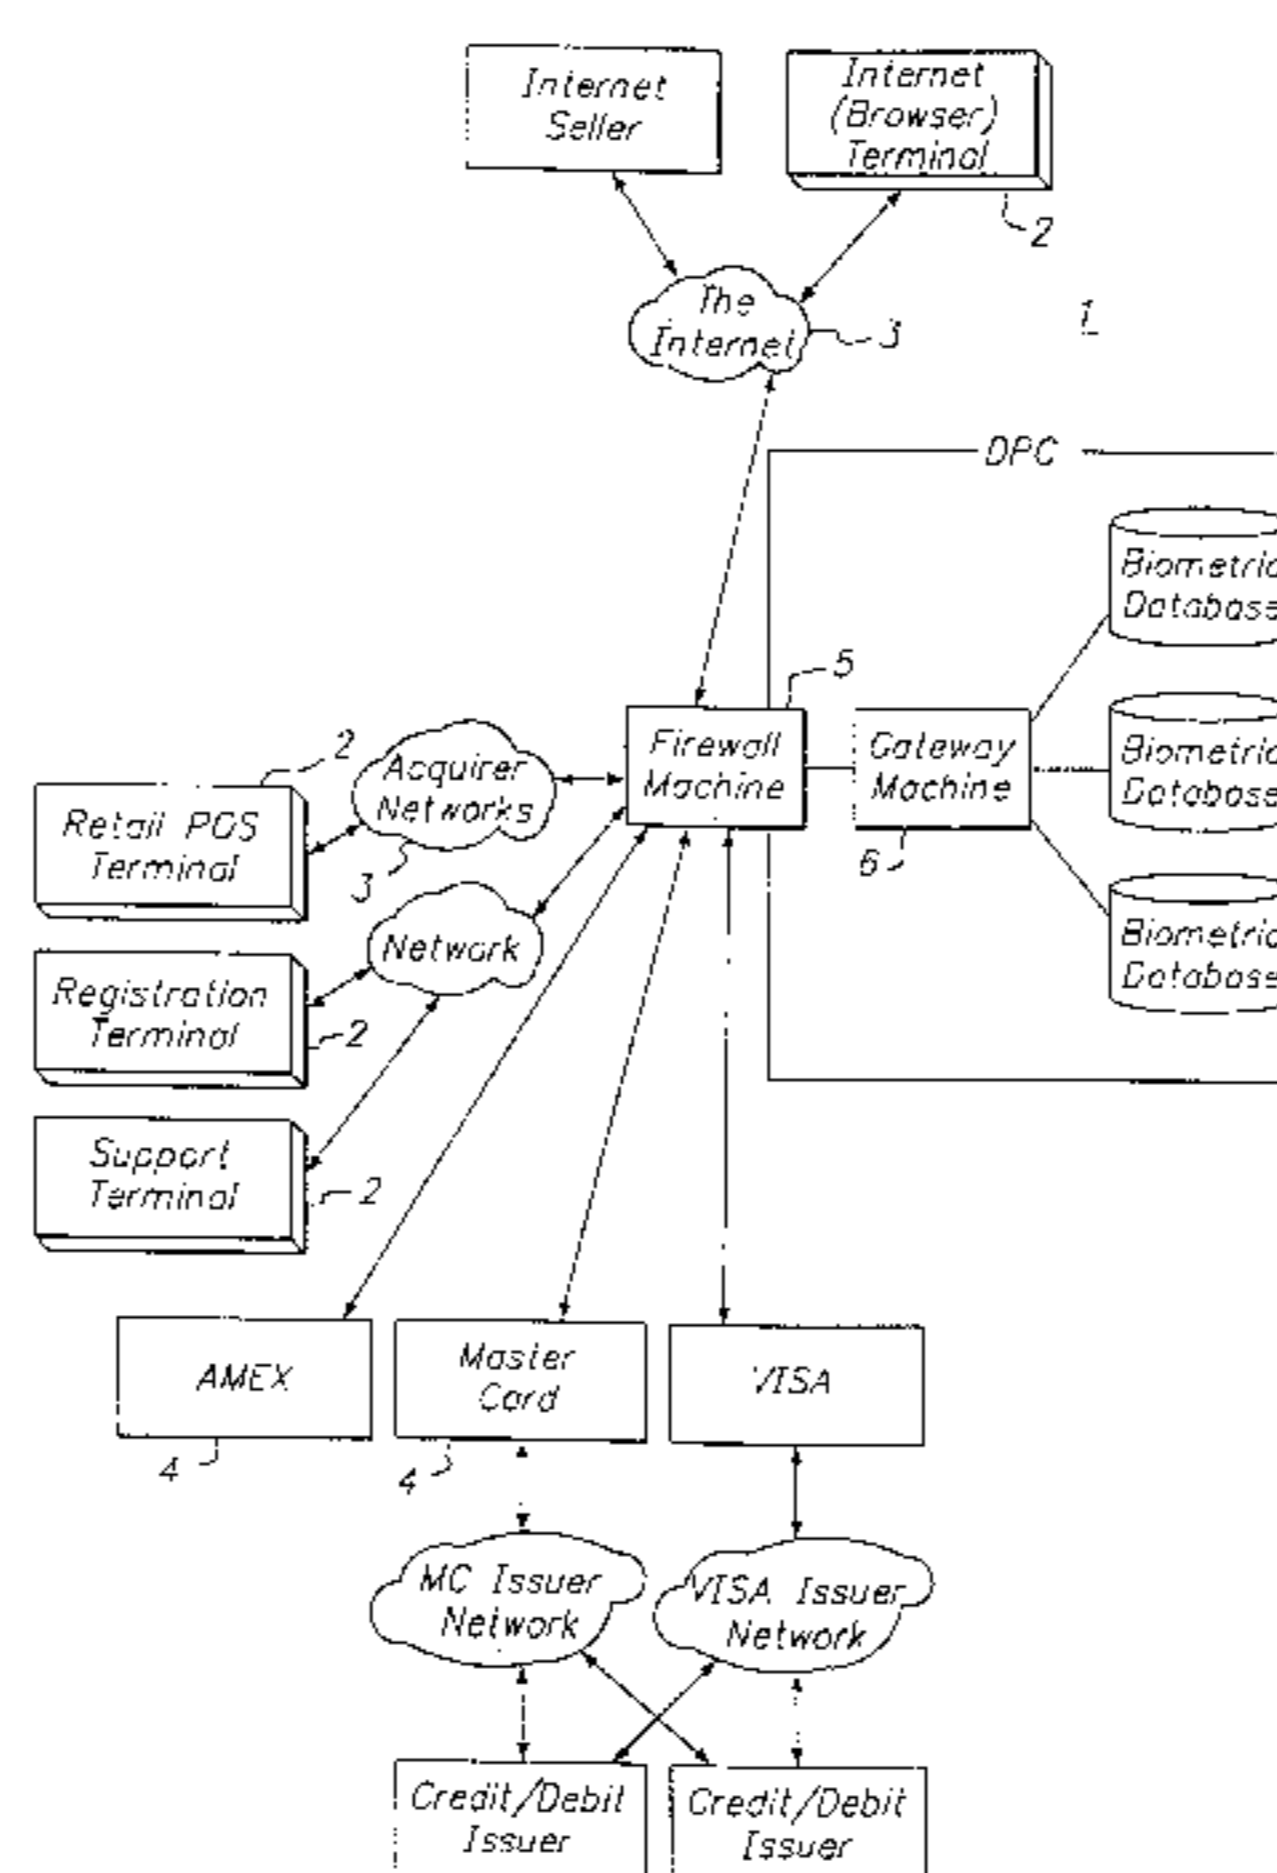 Internet
Seller
Internet
(Browser)
Terminal
2
The
Internet
3
1
DPC
Biometric
Database
5
Firewall
Machine
Gateway
Machine
6
Biometric
Database
Biometric
Database
Acquirer
Networks
3
2
Retail POS
Terminal
Network
Registration
Terminal
2
Support
Terminal
2
AMEX
4
Master
Card
4
VISA
MC Issuer
Network
VISA Issuer
Network
Credit/Debit
Issuer
Credit/Debit
Issuer